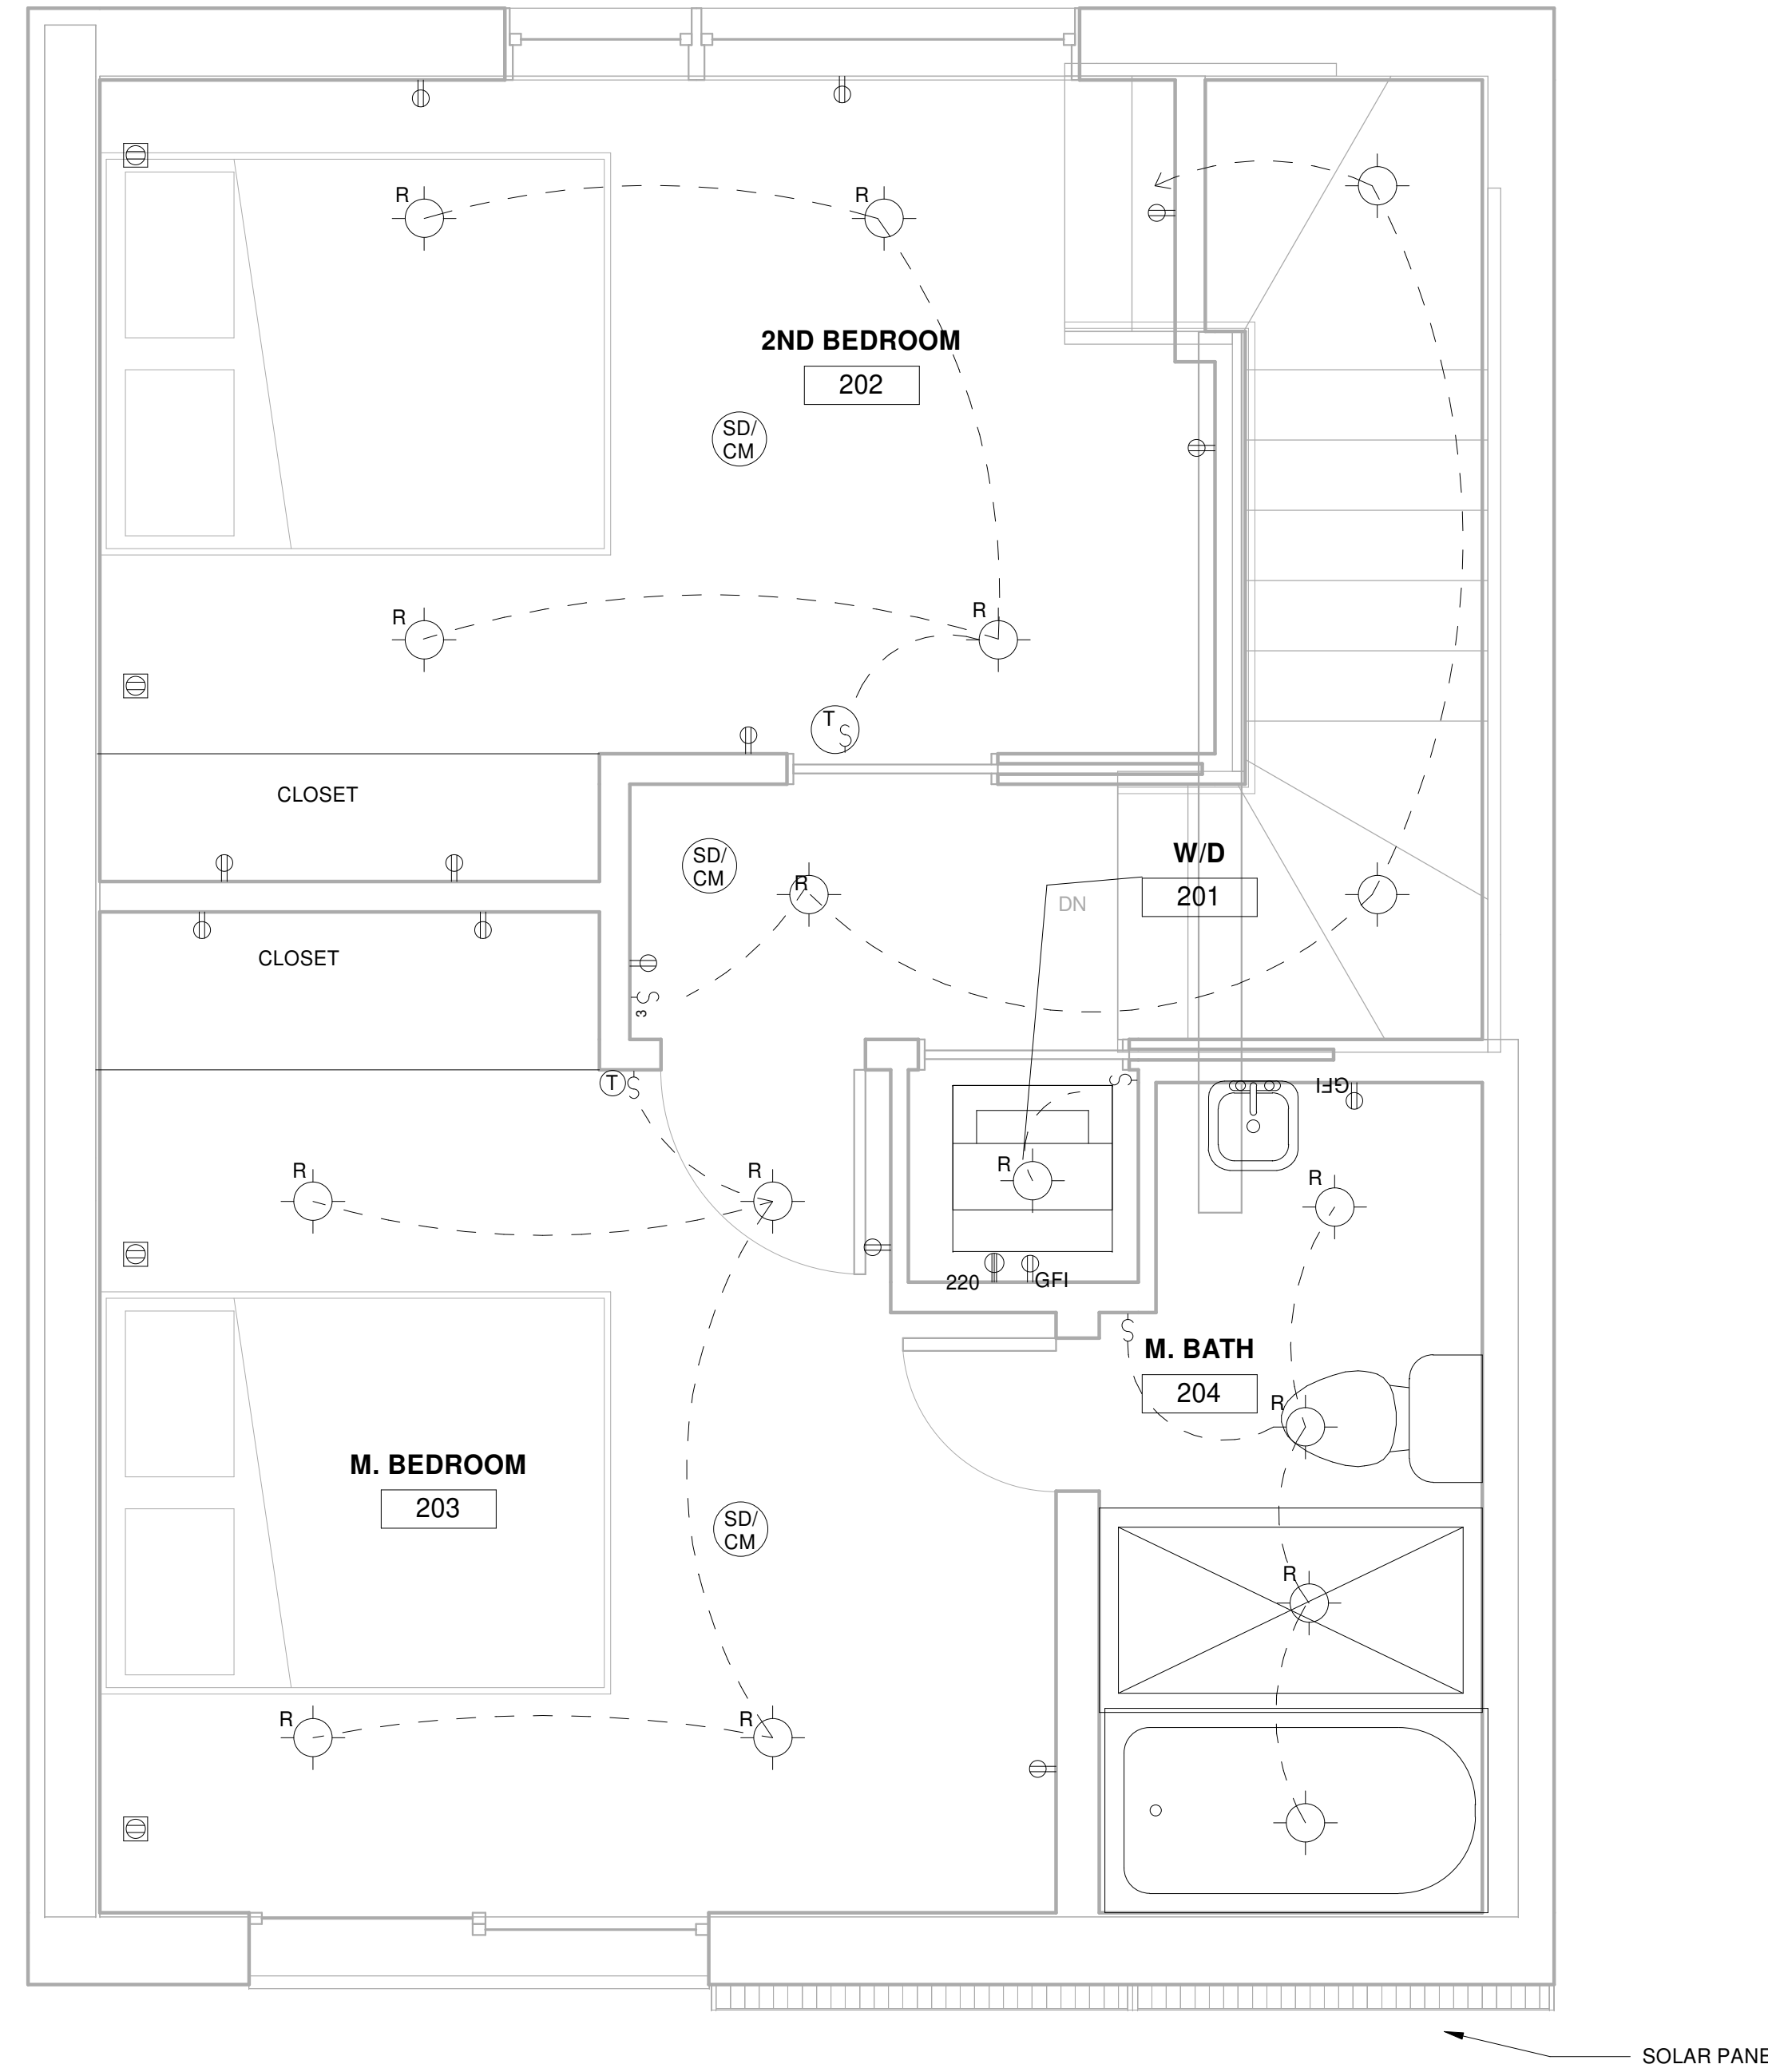 R
R
2ND BEDROOM
202
SD/
CM
R
R
T
S
CLOSET
SD/
CM
R
W/D
201
DN
CLOSET
S
3
T
S
S
GFI
R
R
R
R
220
GFI
S
M. BATH
204
R
M. BEDROOM
203
SD/
CM
R
R
R
SOLAR PANE